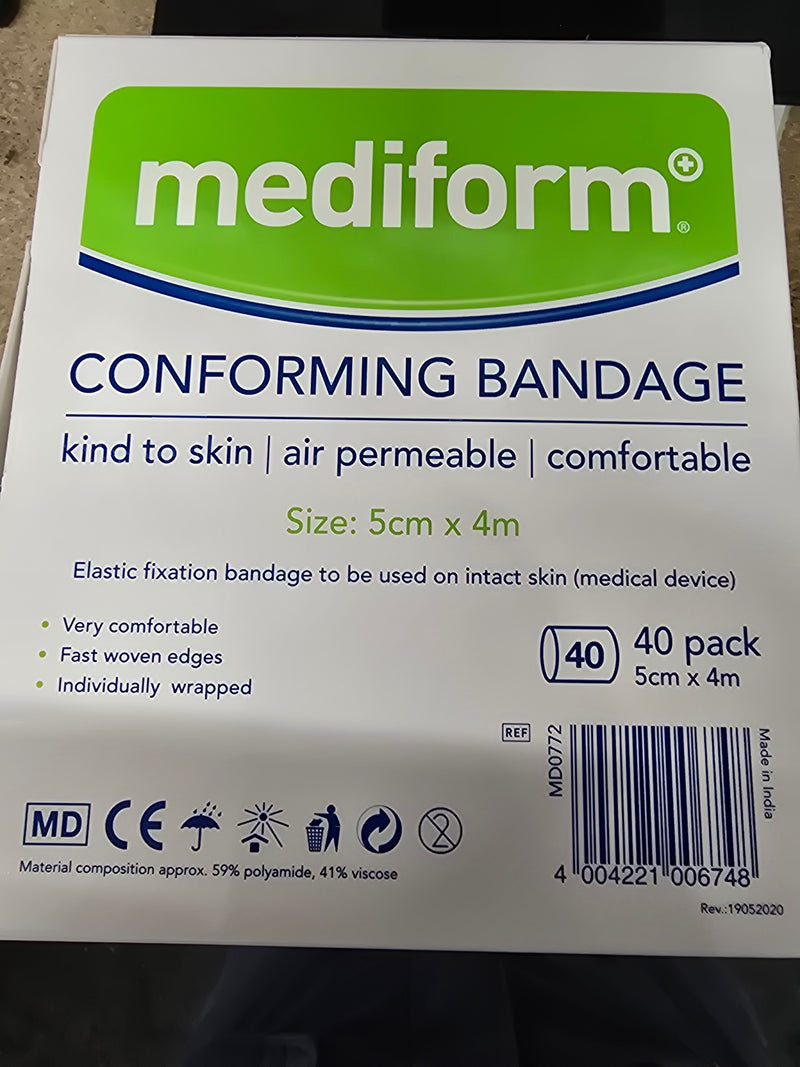 mediform
®
CONFORMING BANDAGE
kind to skin | air permeable | comfortable
Size: 5cm x 4m
Elastic fixation bandage to be used on intact skin (medical device)
• Very comfortable
• Fast woven edges
• Individually wrapped
40
40 pack
5cm x 4m
REF
MD0772
Made in India
MD CE
2
Material composition approx. 59% polyamide, 41% viscose
4 004221 006748
Rev.:19052020